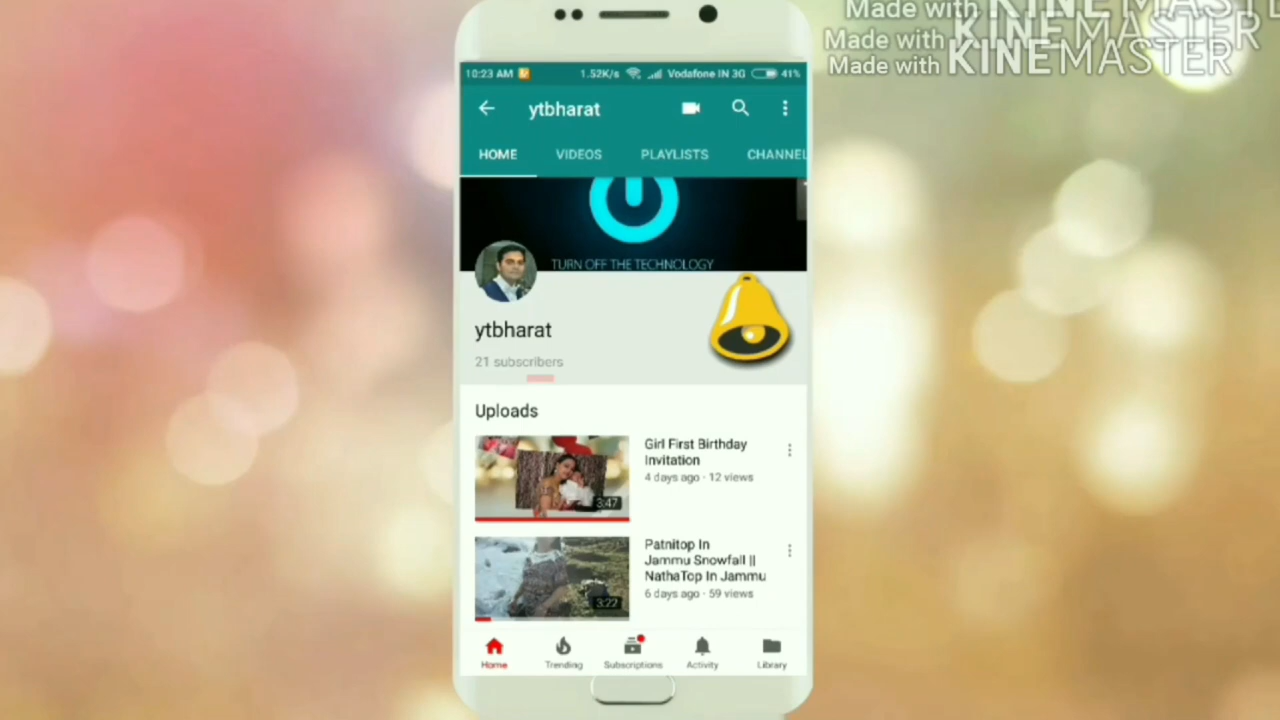 Made with KINEMASTER
Made with KINEMASTER
Made with KINEMASTER
10:23 AM 1.52K/s Vodafone IN 3G 41%
ytbharat
HOME VIDEOS PLAYLISTS CHANNEL
TURN OFF THE TECHNOLOGY
ytbharat
21 subscribers
Uploads
Girl First Birthday
Invitation
4 days ago · 12 views
3:47
Patnitop In
Jammu Snowfall ||
NathaTop In Jammu
6 days ago · 59 views
3:22
Home Trending Subscriptions Activity Library